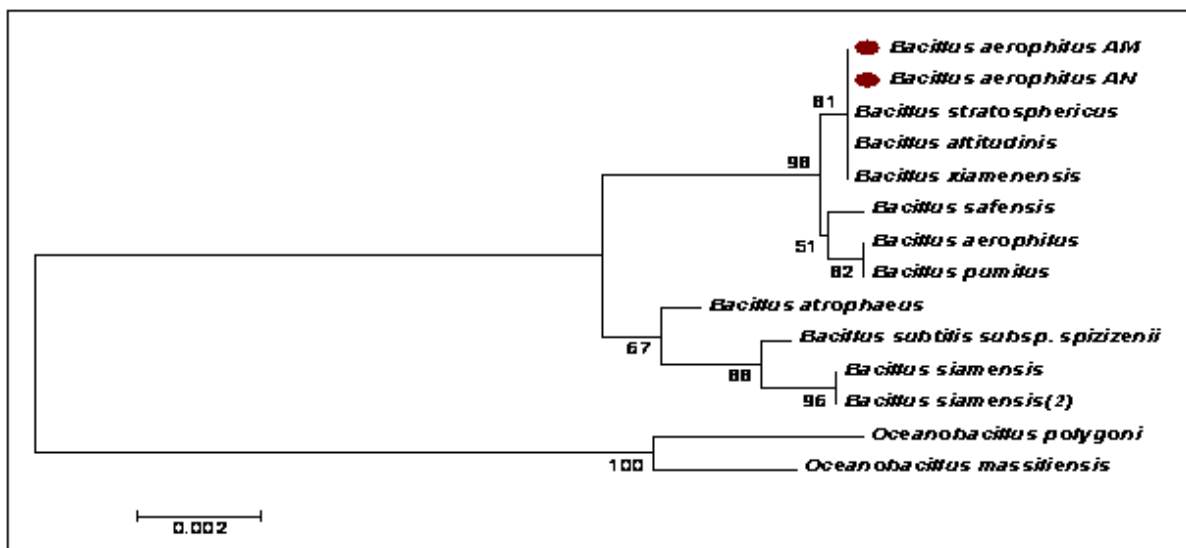 Bacillus aerophilus AM
Bacillus aerophilus AN
81
Bacillus stratosphericus
Bacillus altitudinis
98
Bacillus xiamenensis
Bacillus safensis
51
Bacillus aerophilus
82
Bacillus pumilus
Bacillus atrophaeus
67
Bacillus subtilis subsp. spizizenii
88
Bacillus siamensis
96
Bacillus siamensis(2)
Oceanobacillus polygoni
100
Oceanobacillus massiliensis
0.002